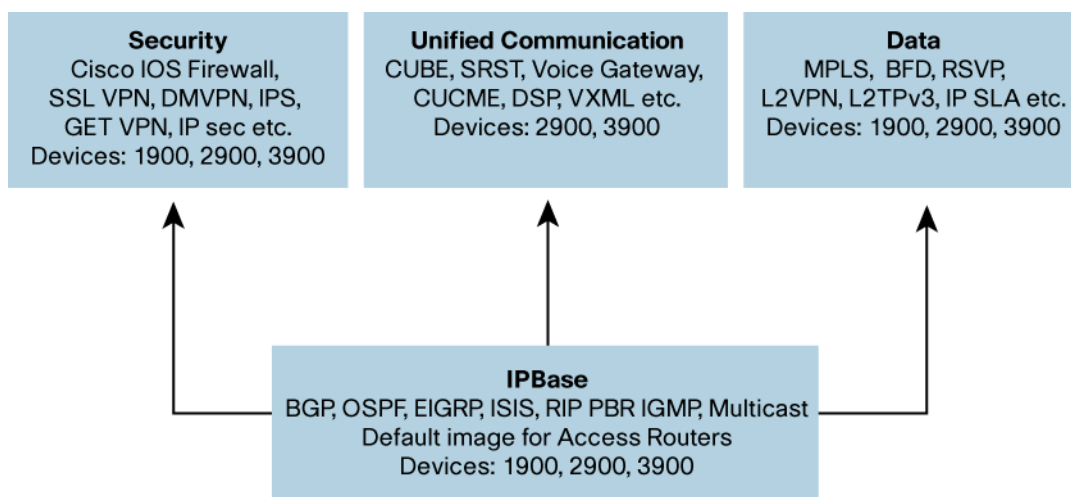 Security
Cisco IOS Firewall,
SSL VPN, DMVPN, IPS,
GET VPN, IP sec etc.
Devices: 1900, 2900, 3900
Unified Communication
CUBE, SRST, Voice Gateway,
CUCME, DSP, VXML etc.
Devices: 2900, 3900
Data
MPLS, BFD, RSVP,
L2VPN, L2TPv3, IP SLA etc.
Devices: 1900, 2900, 3900
IPBase
BGP, OSPF, EIGRP, ISIS, RIP PBR IGMP, Multicast
Default image for Access Routers
Devices: 1900, 2900, 3900